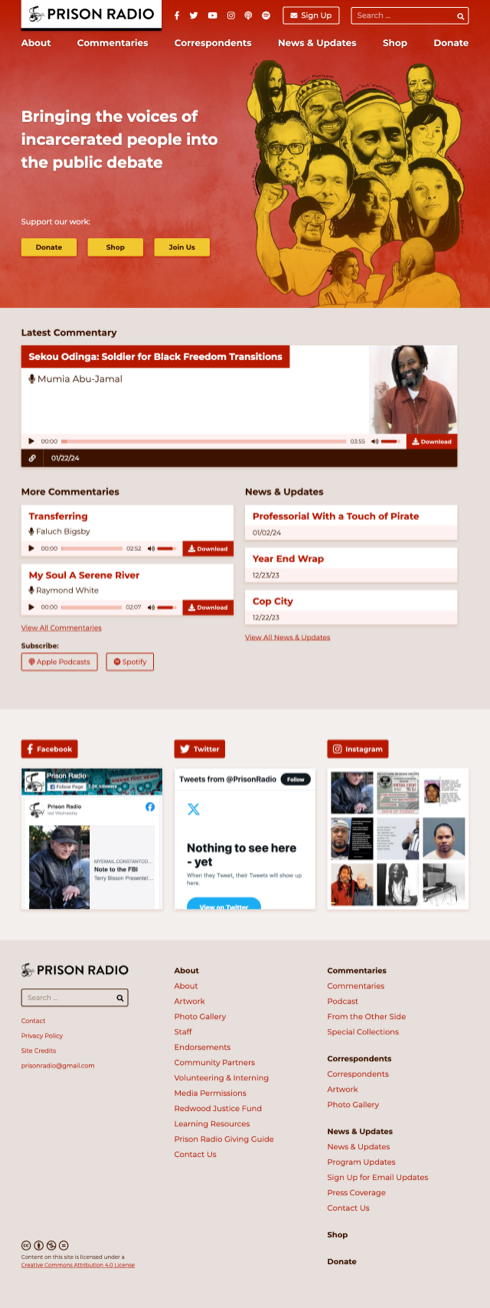 PRISON RADIO
Sign Up
Search ...
About Commentaries Correspondents News & Updates Shop Donate
Bringing the voices of
incarcerated people into
the public debate
Support our work:
Donate Shop Join Us
Latest Commentary
Sekou Odinga: Soldier for Black Freedom Transitions
Mumia Abu-Jamal
00:00 03:55 Download
01/22/24
More Commentaries
Transferring
Faluch Bigsby
00:00 02:52 Download
My Soul A Serene River
Raymond White
00:00 02:07 Download
View All Commentaries
Subscribe:
Apple Podcasts Spotify
News & Updates
Professorial With a Touch of Pirate
01/02/24
Year End Wrap
12/23/23
Cop City
12/22/23
View All News & Updates
Facebook
Prison Radio
Follow Page
Prison Radio
last Wednesday
MYEMAIL.CONSTANTCO...
Note to the FBI
Terry Bisson Presente!...
Twitter
Tweets from @PrisonRadio Follow
Nothing to see here
- yet
When they Tweet, their Tweets will show up
here.
View on Twitter
Instagram
PRISON RADIO
Search ...
Contact
Privacy Policy
Site Credits
prisonradio@gmail.com
Content on this site is licensed under a
Creative Commons Attribution 4.0 License
About
About
Artwork
Photo Gallery
Staff
Endorsements
Community Partners
Volunteering & Interning
Media Permissions
Redwood Justice Fund
Learning Resources
Prison Radio Giving Guide
Contact Us
Commentaries
Commentaries
Podcast
From the Other Side
Special Collections
Correspondents
Correspondents
Artwork
Photo Gallery
News & Updates
News & Updates
Program Updates
Sign Up for Email Updates
Press Coverage
Contact Us
Shop
Donate